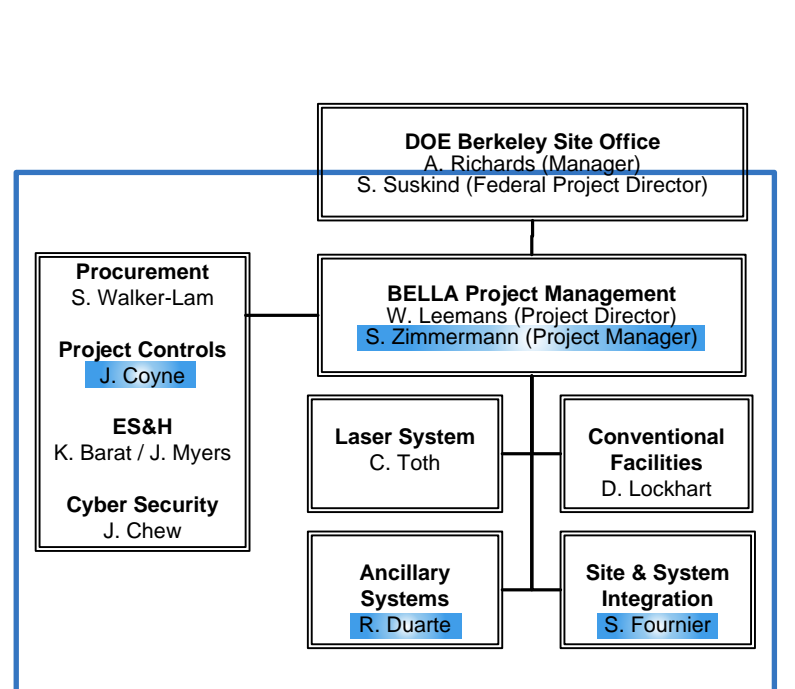 DOE Berkeley Site Office
A. Richards (Manager)
S. Suskind (Federal Project Director)
Procurement
S. Walker-Lam
Project Controls
J. Coyne
ES&H
K. Barat / J. Myers
Cyber Security
J. Chew
BELLA Project Management
W. Leemans (Project Director)
S. Zimmermann (Project Manager)
Laser System
C. Toth
Conventional
Facilities
D. Lockhart
Ancillary
Systems
R. Duarte
Site & System
Integration
S. Fournier